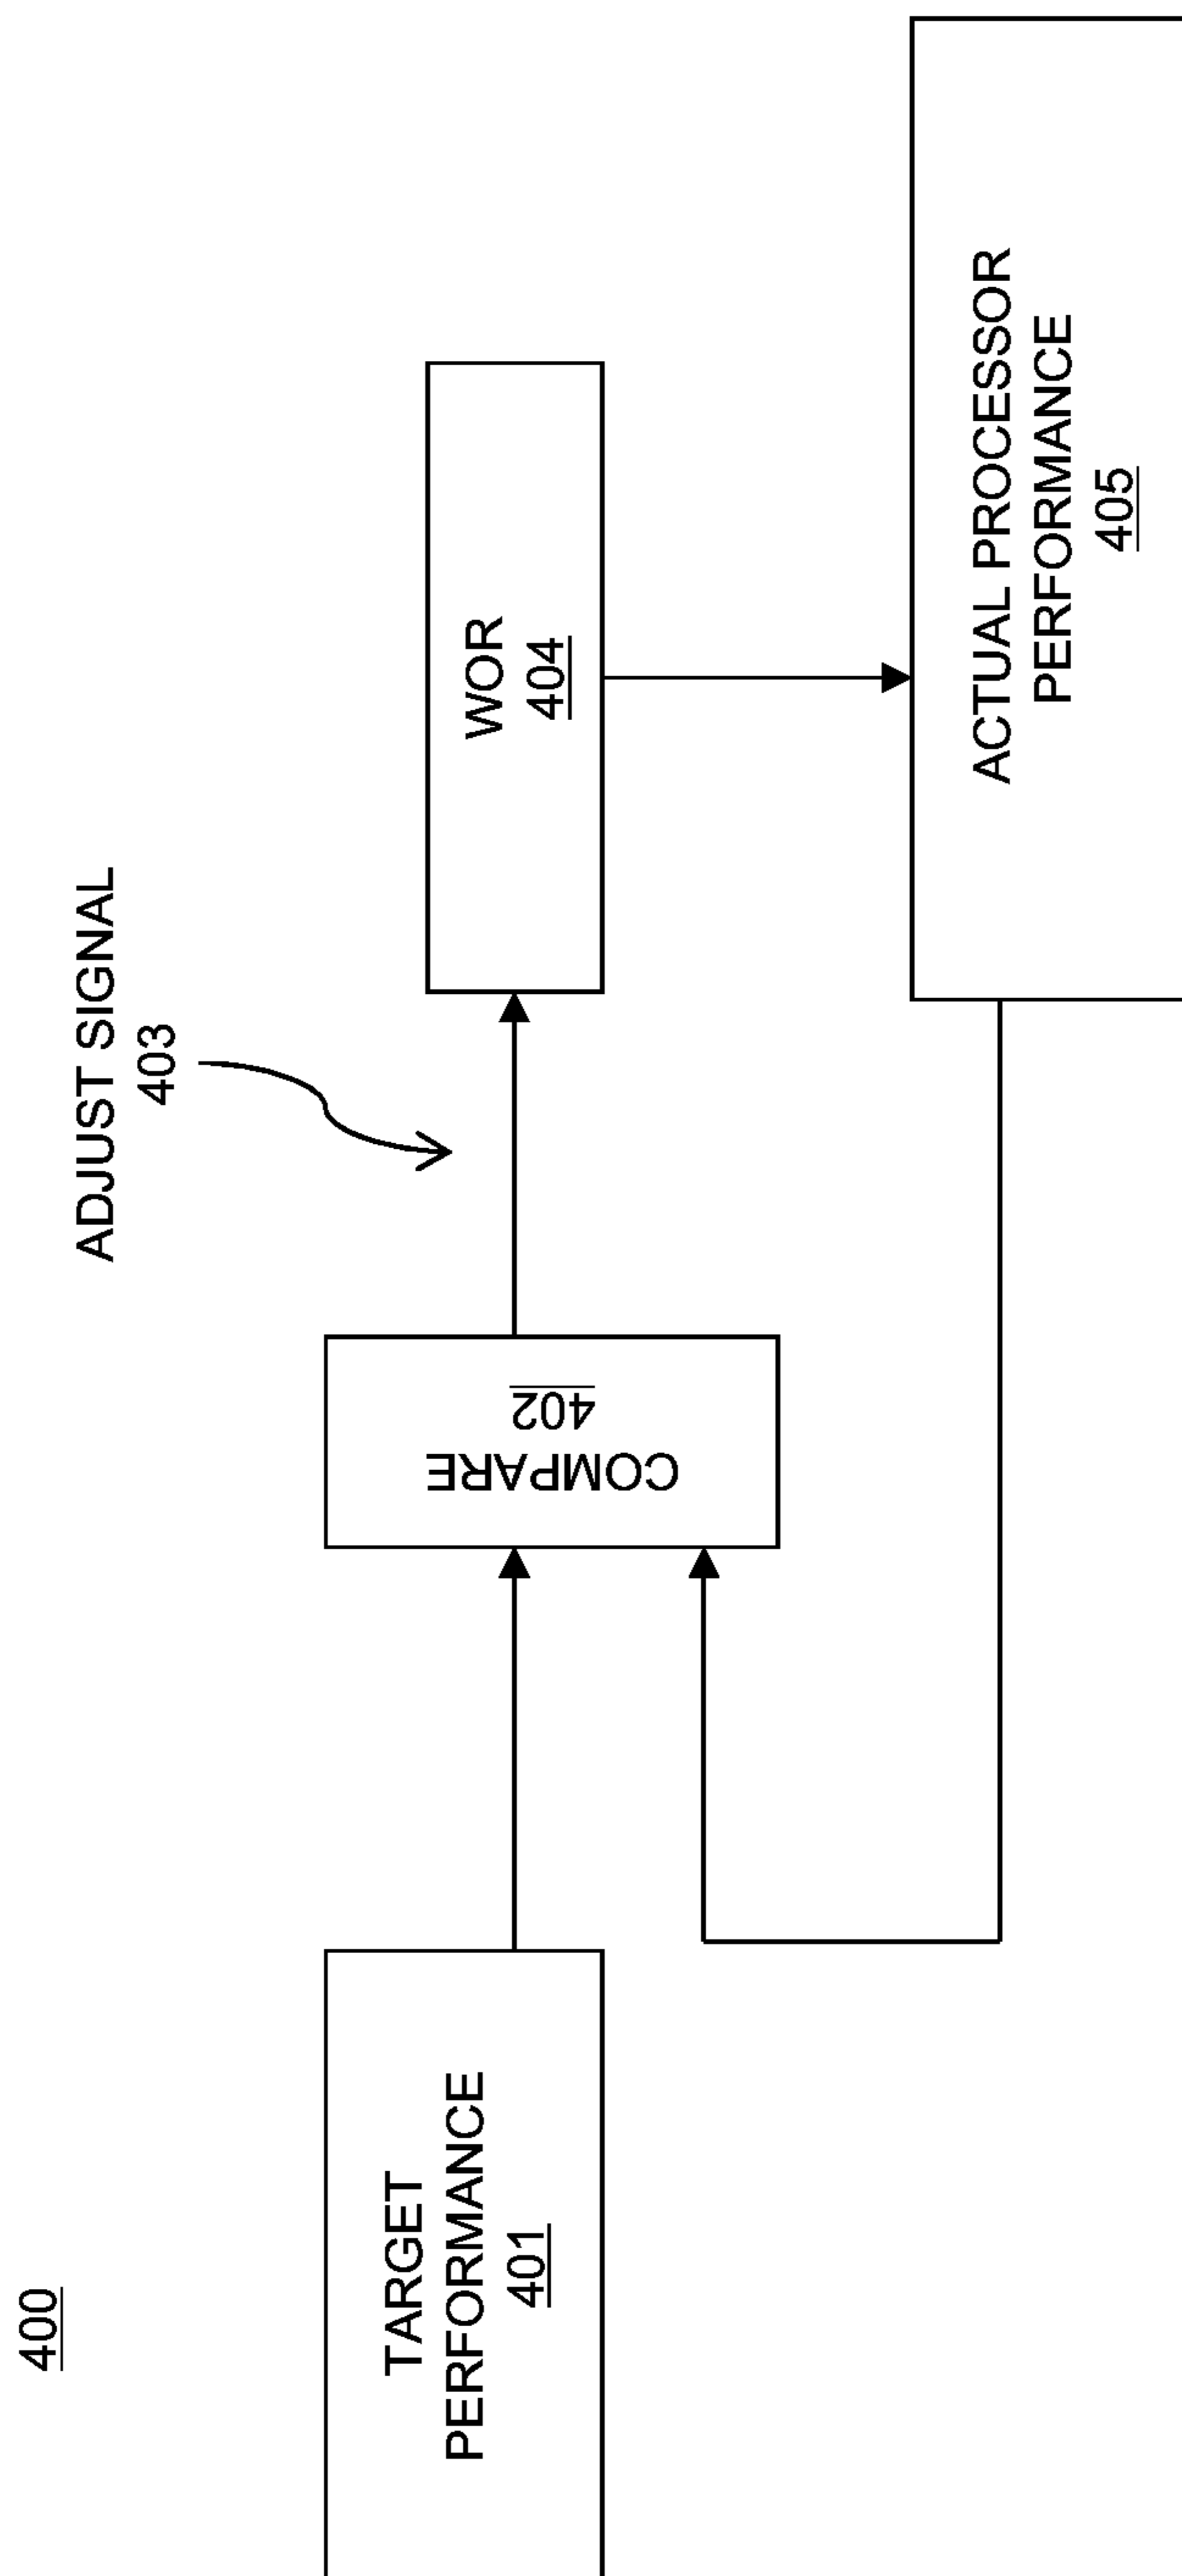 400
TARGET
PERFORMANCE
401
COMPARE
402
ADJUST SIGNAL
403
WOR
404
ACTUAL PROCESSOR
PERFORMANCE
405